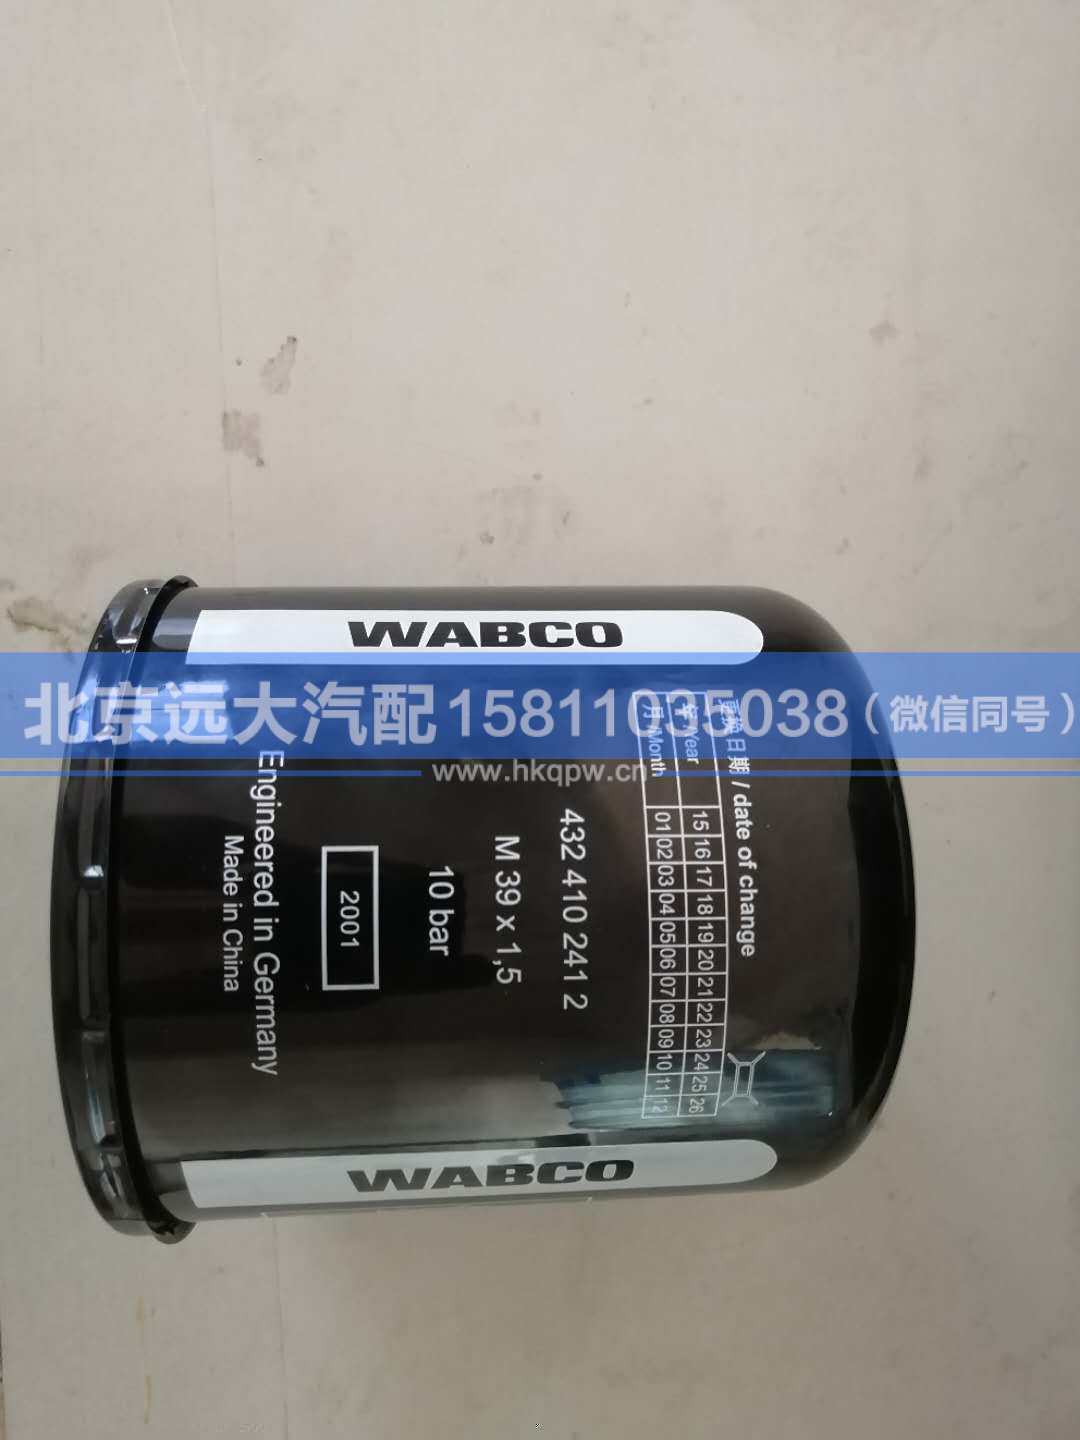 WABCO
北京远大汽配15811015038（微信同号）
www.hkqpw.cn
更换日期 / date of change
年/Year 15 16 17 18 19 20 21 22 23 24 25 26
月/Month 01 02 03 04 05 06 07 08 09 10 11 12
432 410 241 2
M 39 x 1,5
10 bar
2001
Engineered in Germany
Made in China
WABCO